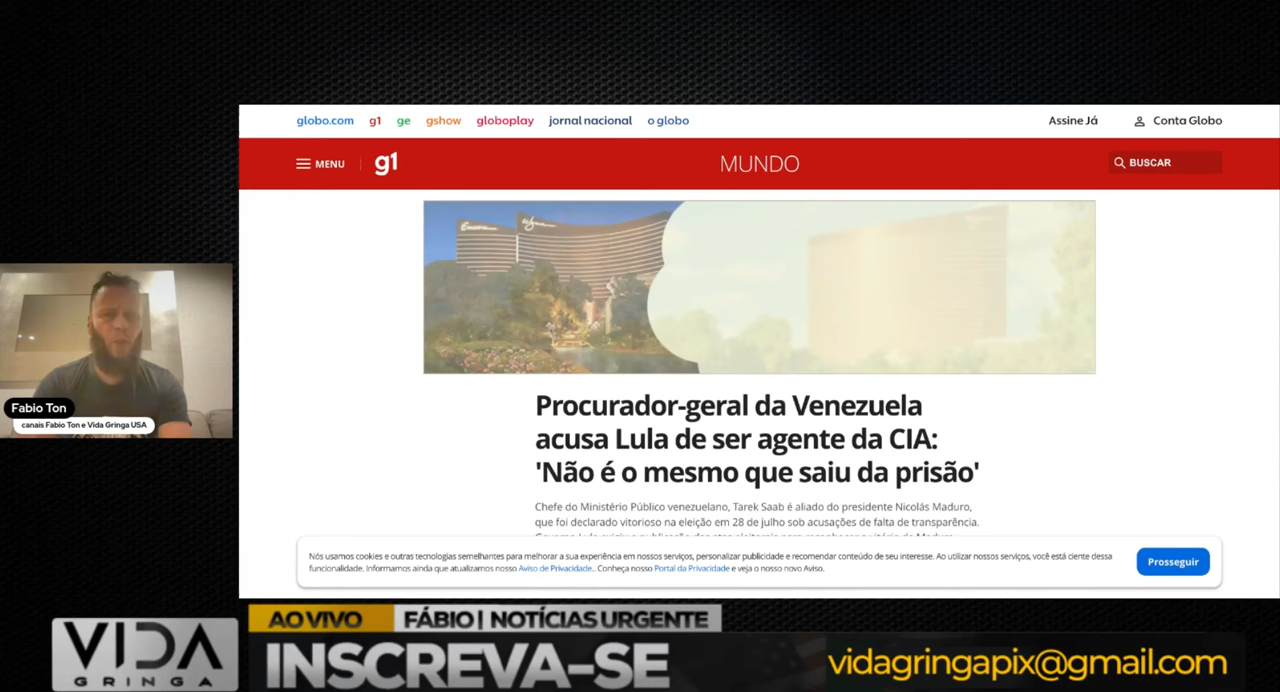 globo.com g1 ge gshow globoplay jornal nacional o globo Assine Já Conta Globo
MENU g1 MUNDO BUSCAR
Encore Wynn
Procurador-geral da Venezuela
acusa Lula de ser agente da CIA:
'Não é o mesmo que saiu da prisão'
Chefe do Ministério Público venezuelano, Tarek Saab é aliado do presidente Nicolás Maduro,
que foi declarado vitorioso na eleição em 28 de julho sob acusações de falta de transparência.
Nós usamos cookies e outras tecnologias semelhantes para melhorar a sua experiência em nossos serviços, personalizar publicidade e recomendar conteúdo de seu interesse. Ao utilizar nossos serviços, você está ciente dessa
funcionalidade. Informamos ainda que atualizamos nosso Aviso de Privacidade.. Conheça nosso Portal da Privacidade e veja o nosso novo Aviso.
Prosseguir
Fabio Ton
canais Fabio Ton e Vida Gringa USA
VIDA
GRINGA
AO VIVO FÁBIO | NOTÍCIAS URGENTE
INSCREVA-SE
vidagringapix@gmail.com